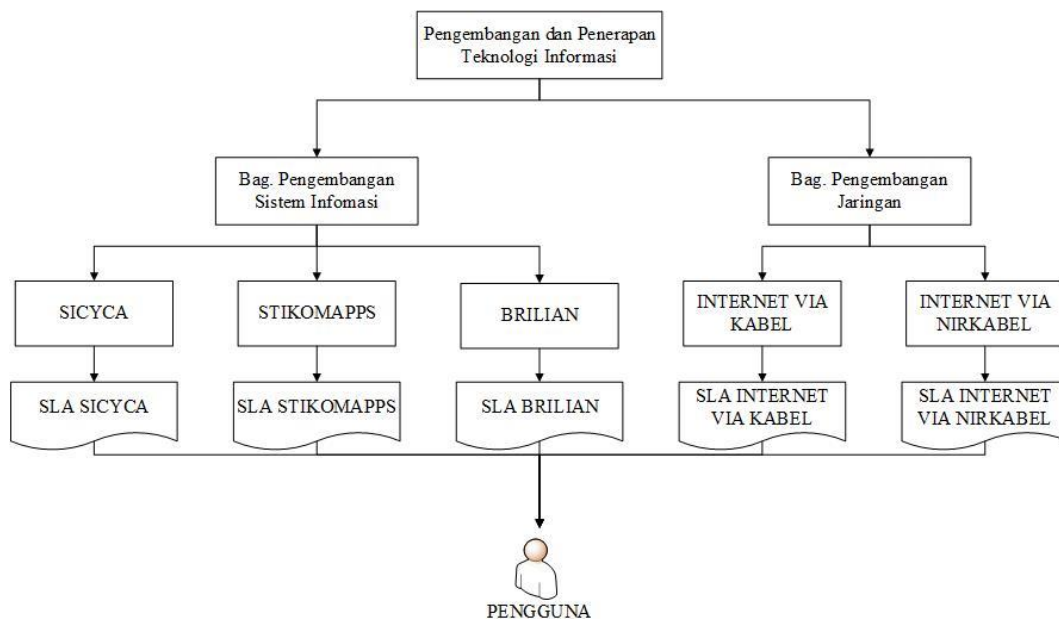 Pengembangan dan Penerapan
Teknologi Informasi
Bag. Pengembangan
Sistem Infomasi
Bag. Pengembangan
Jaringan
SICYCA
STIKOMAPPS
BRILIAN
INTERNET VIA
KABEL
INTERNET VIA
NIRKABEL
SLA SICYCA
SLA STIKOMAPPS
SLA BRILIAN
SLA INTERNET
VIA KABEL
SLA INTERNET
VIA NIRKABEL
PENGGUNA